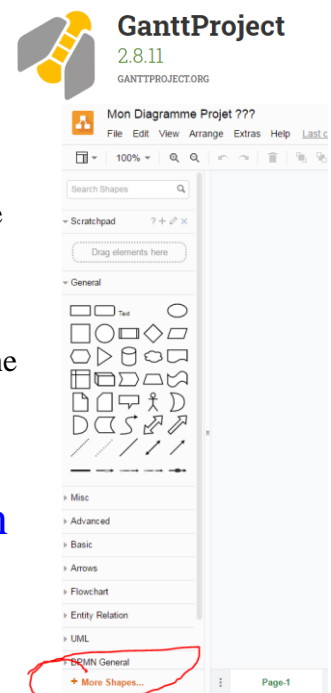 GanttProject
2.8.11
GANTTPROJECT.ORG
Mon Diagramme Projet ???
File Edit View Arrange Extras Help Last c
100%
Search Shapes
Scratchpad
Drag elements here
General
Text
Misc
Advanced
Basic
Arrows
Flowchart
Entity Relation
UML
BPMN General
+ More Shapes...
Page-1